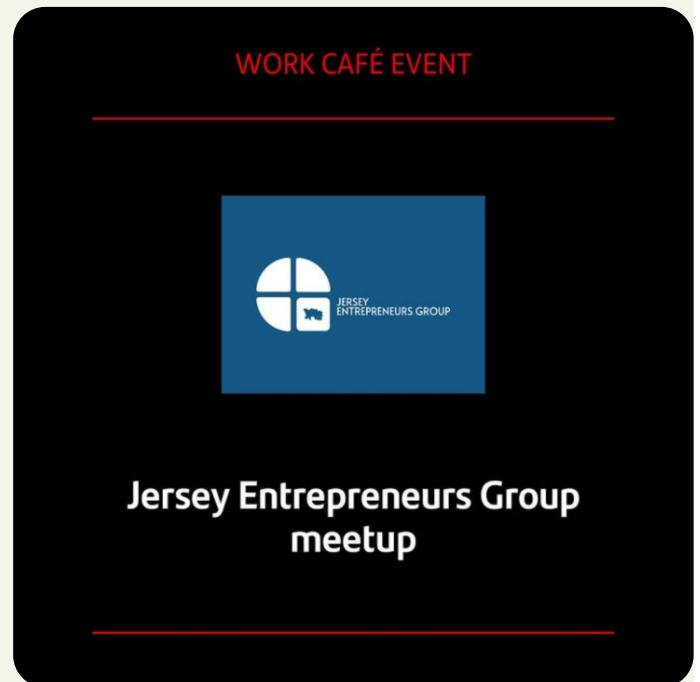 WORK CAFÉ EVENT
JERSEY
ENTREPRENEURS GROUP
Jersey Entrepreneurs Group
meetup